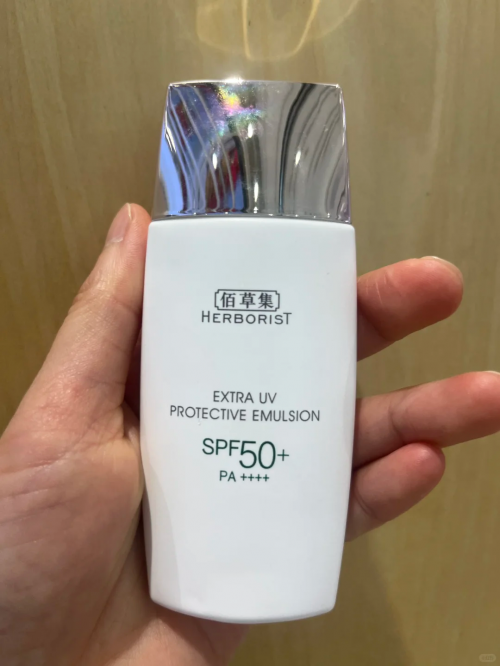 佰草集
HERBORIST
EXTRA UV
PROTECTIVE EMULSION
SPF50+
PA ++++